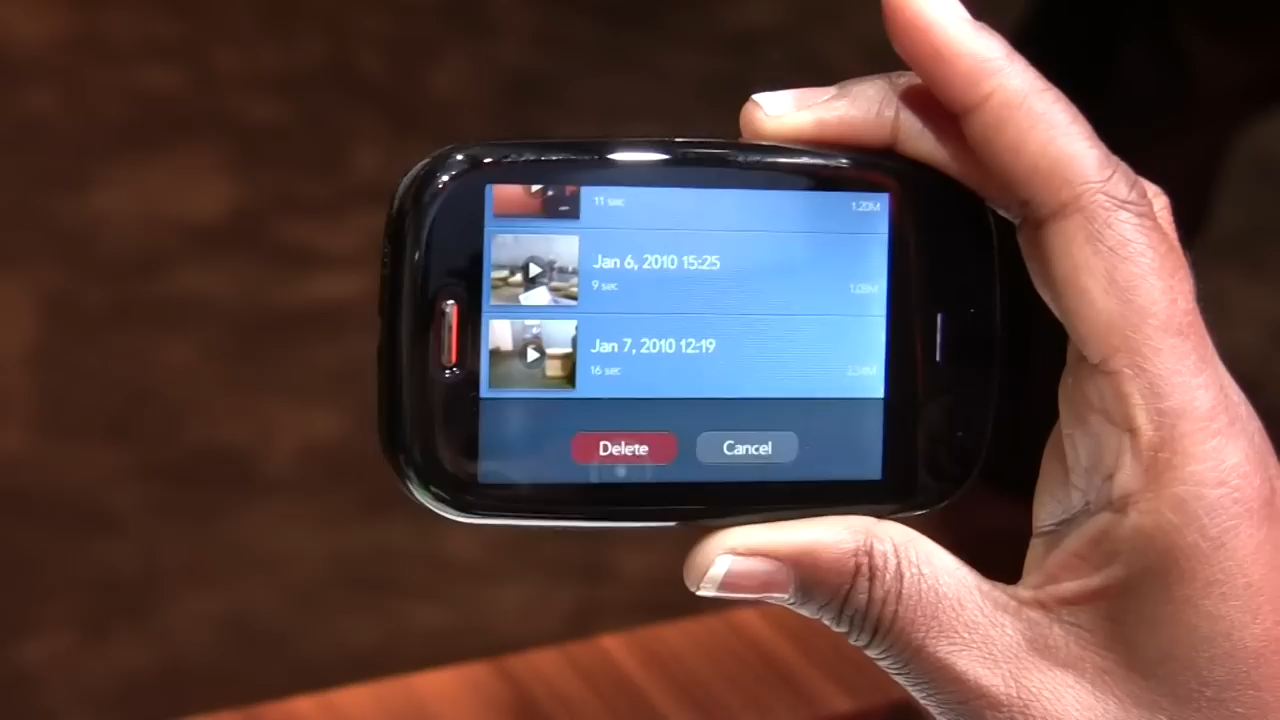 11 sec
1.20M
Jan 6, 2010 15:25
9 sec
Jan 7, 2010 12:19
16 sec
Delete
Cancel